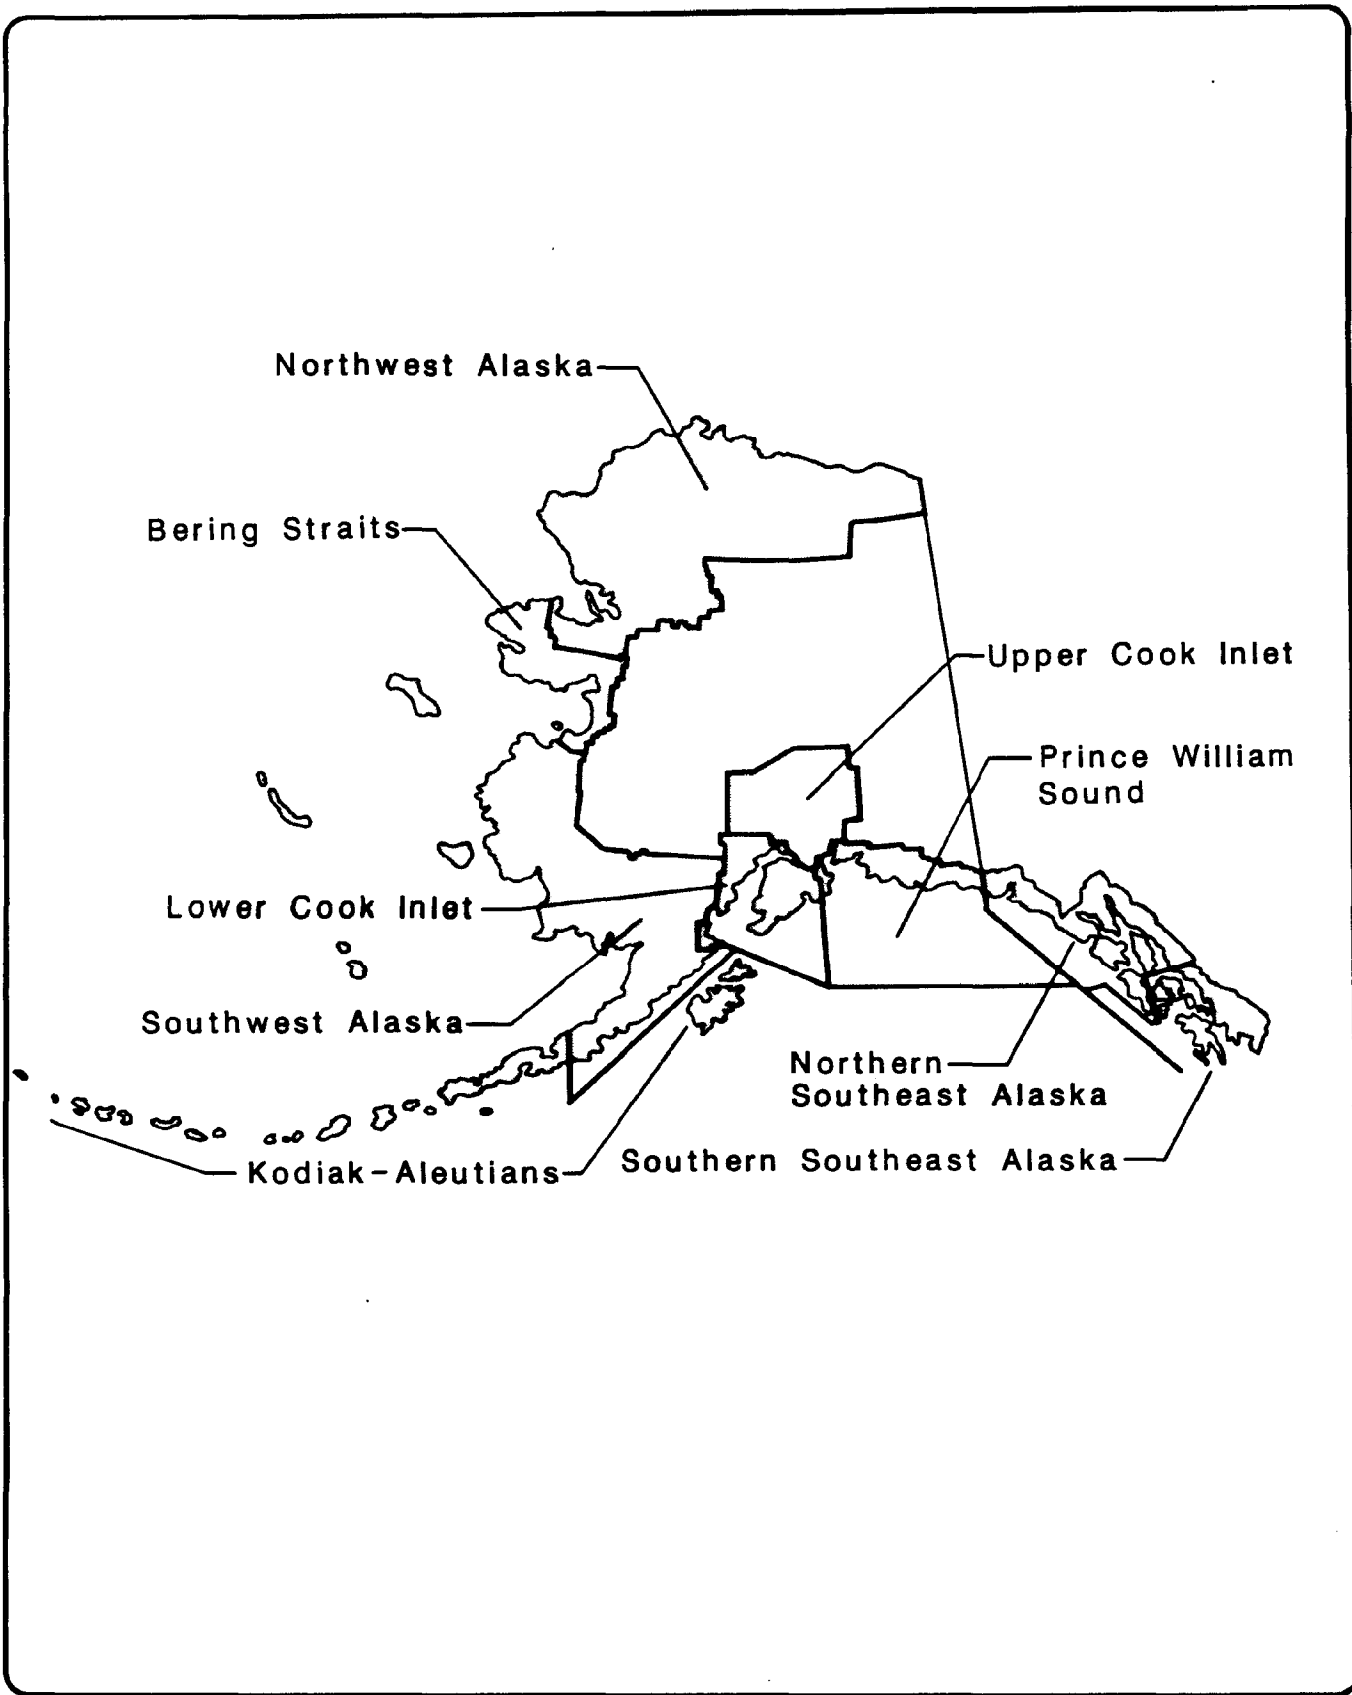 Northwest Alaska
Bering Straits
Upper Cook Inlet
Prince William
Sound
Lower Cook Inlet
Southwest Alaska
Northern
Southeast Alaska
Southern Southeast Alaska
Kodiak-Aleutians